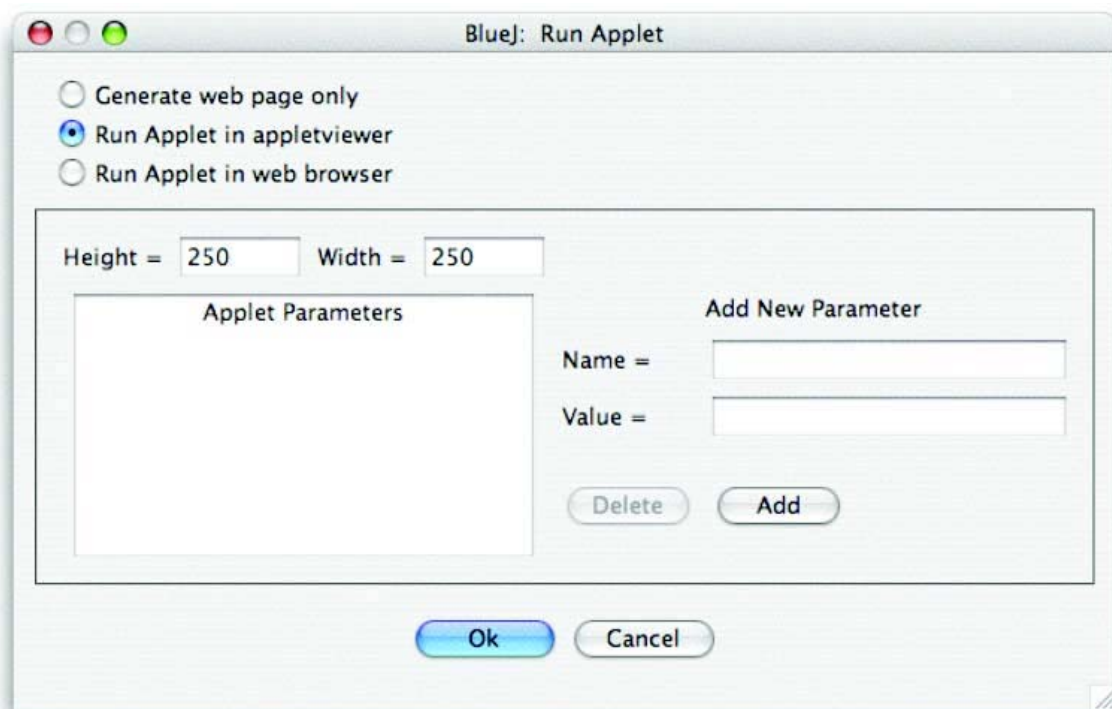 BlueJ: Run Applet
Generate web page only
Run Applet in appletviewer
Run Applet in web browser
Height = 250 Width = 250
Applet Parameters
Add New Parameter
Name =
Value =
Delete Add
Ok Cancel